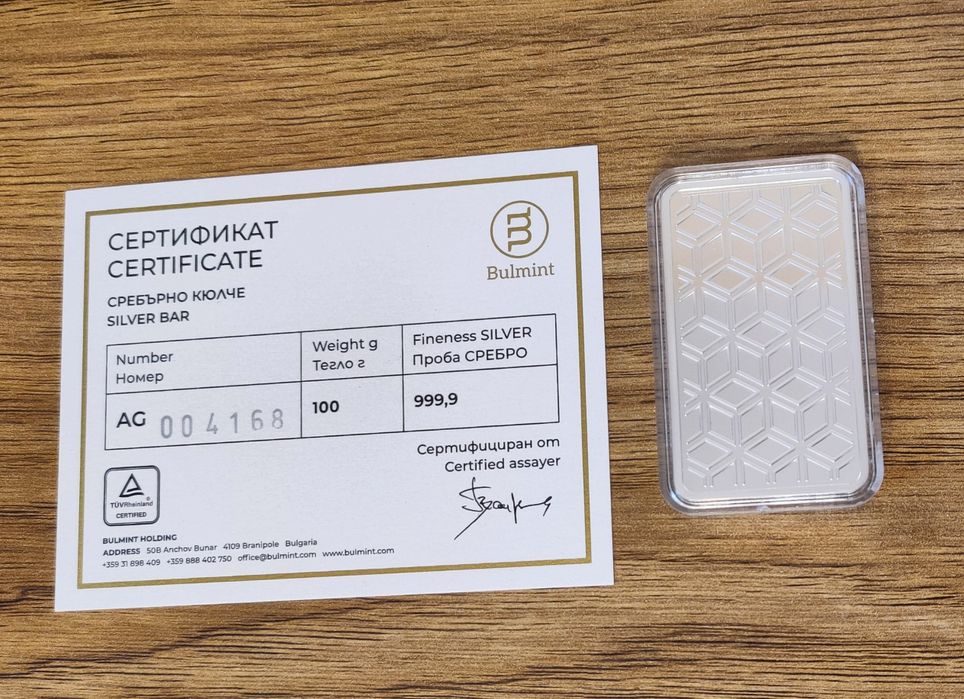 СЕРТИФИКАТ
CERTIFICATE
СРЕБЪРНО КЮЛЧЕ
SILVER BAR
Bulmint
Number
Номер
Weight g
Тегло г
Fineness SILVER
Проба СРЕБРО
AG 004168
100
999,9
Сертифициран от
Certified assayer
TÜVRheinland®
CERTIFIED
BULMINT HOLDING
ADDRESS 50B Anchov Bunar 4109 Branipole Bulgaria
+359 31 898 409 +359 888 402 750 office@bulmint.com www.bulmint.com